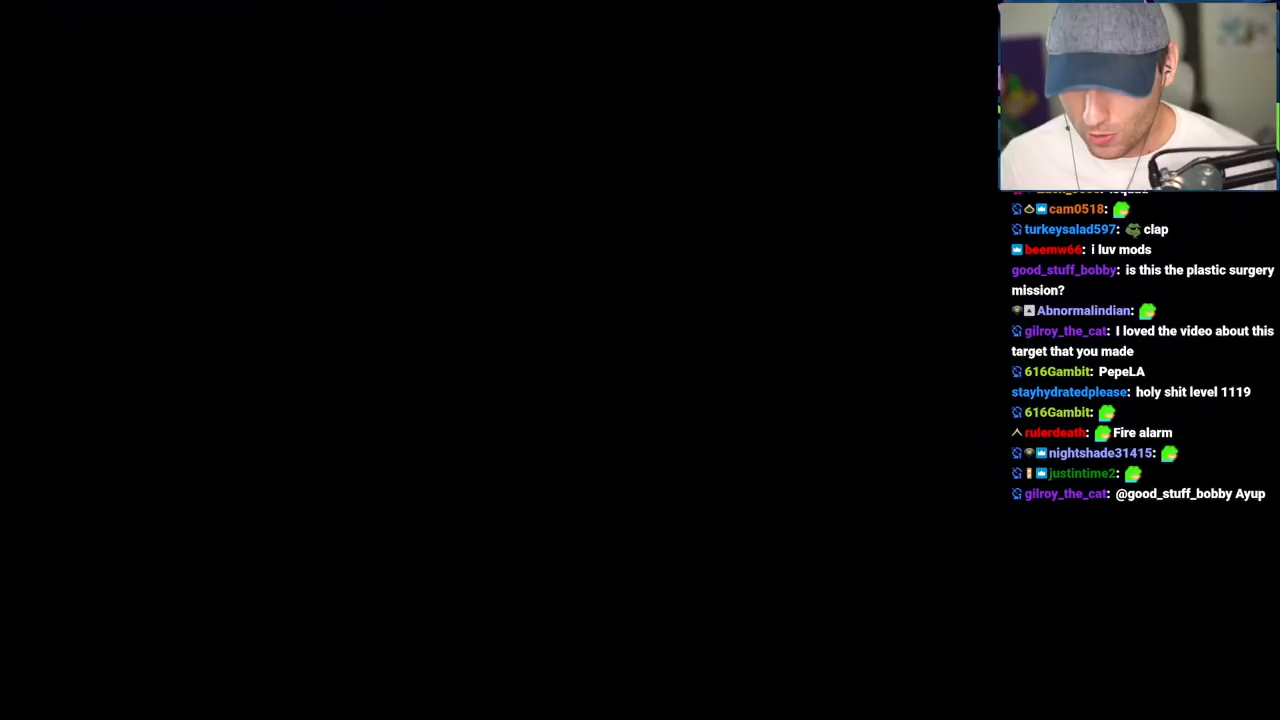 cam0518:
turkeysalad597: clap
beemw66: i luv mods
good_stuff_bobby: is this the plastic surgery
mission?
Abnormalindian:
gilroy_the_cat: I loved the video about this
target that you made
616Gambit: PepeLA
stayhydratedplease: holy shit level 1119
616Gambit:
rulerdeath: Fire alarm
nightshade31415:
justintime2:
gilroy_the_cat: @good_stuff_bobby Ayup